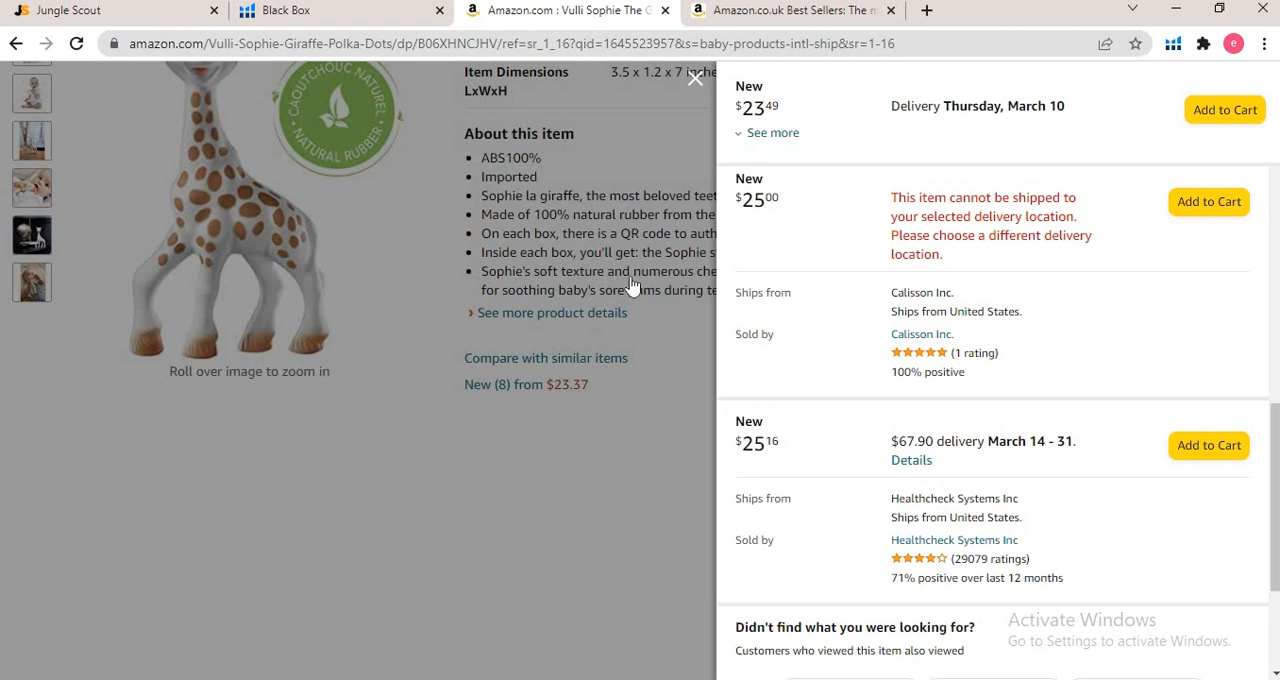 Jungle Scout
Black Box
Amazon.com : Vulli Sophie The G
Amazon.co.uk Best Sellers: The m
amazon.com/Vulli-Sophie-Giraffe-Polka-Dots/dp/B06XHNCJHV/ref=sr_1_16?qid=1645523957&s=baby-products-intl-ship&sr=1-16
e
CAOUTCHOUC NATUREL
NATURAL RUBBER
Roll over image to zoom in
Item Dimensions 3.5 x 1.2 x 7 inche
LxWxH
About this item
• ABS100%
• Imported
• Sophie la giraffe, the most beloved teet
• Made of 100% natural rubber from the
• On each box, there is a QR code to auth
• Inside each box, you'll get: the Sophie s
• Sophie's soft texture and numerous che
for soothing baby's sore gums during te
› See more product details
Compare with similar items
New (8) from $23.37
New
$23 49 Delivery Thursday, March 10 Add to Cart
See more
New
$25 00 This item cannot be shipped to Add to Cart
your selected delivery location.
Please choose a different delivery
location.
Ships from Calisson Inc.
Ships from United States.
Sold by Calisson Inc.
(1 rating)
100% positive
New
$25 16 $67.90 delivery March 14 - 31. Add to Cart
Details
Ships from Healthcheck Systems Inc
Ships from United States.
Sold by Healthcheck Systems Inc
(29079 ratings)
71% positive over last 12 months
Didn't find what you were looking for?
Customers who viewed this item also viewed
Activate Windows
Go to Settings to activate Windows.